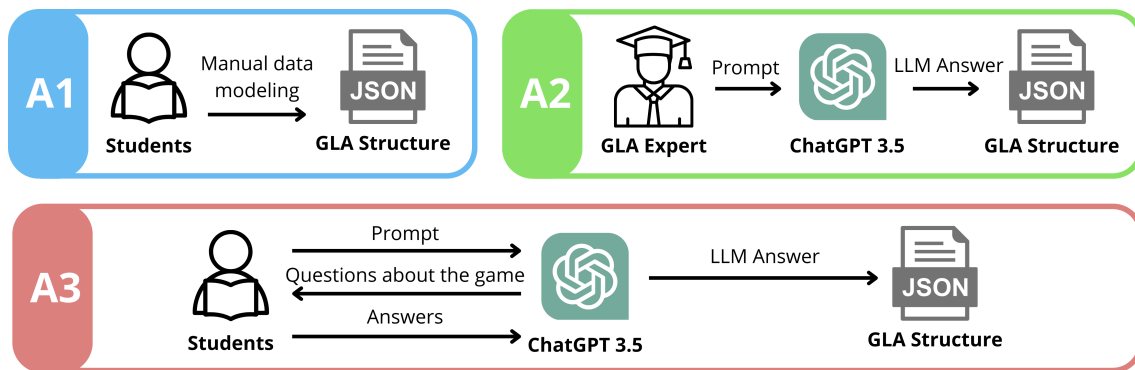 A1
Students
Manual data
modeling
JSON
GLA Structure
A2
GLA Expert
Prompt
ChatGPT 3.5
LLM Answer
JSON
GLA Structure
A3
Students
Prompt
Questions about the game
Answers
ChatGPT 3.5
LLM Answer
JSON
GLA Structure